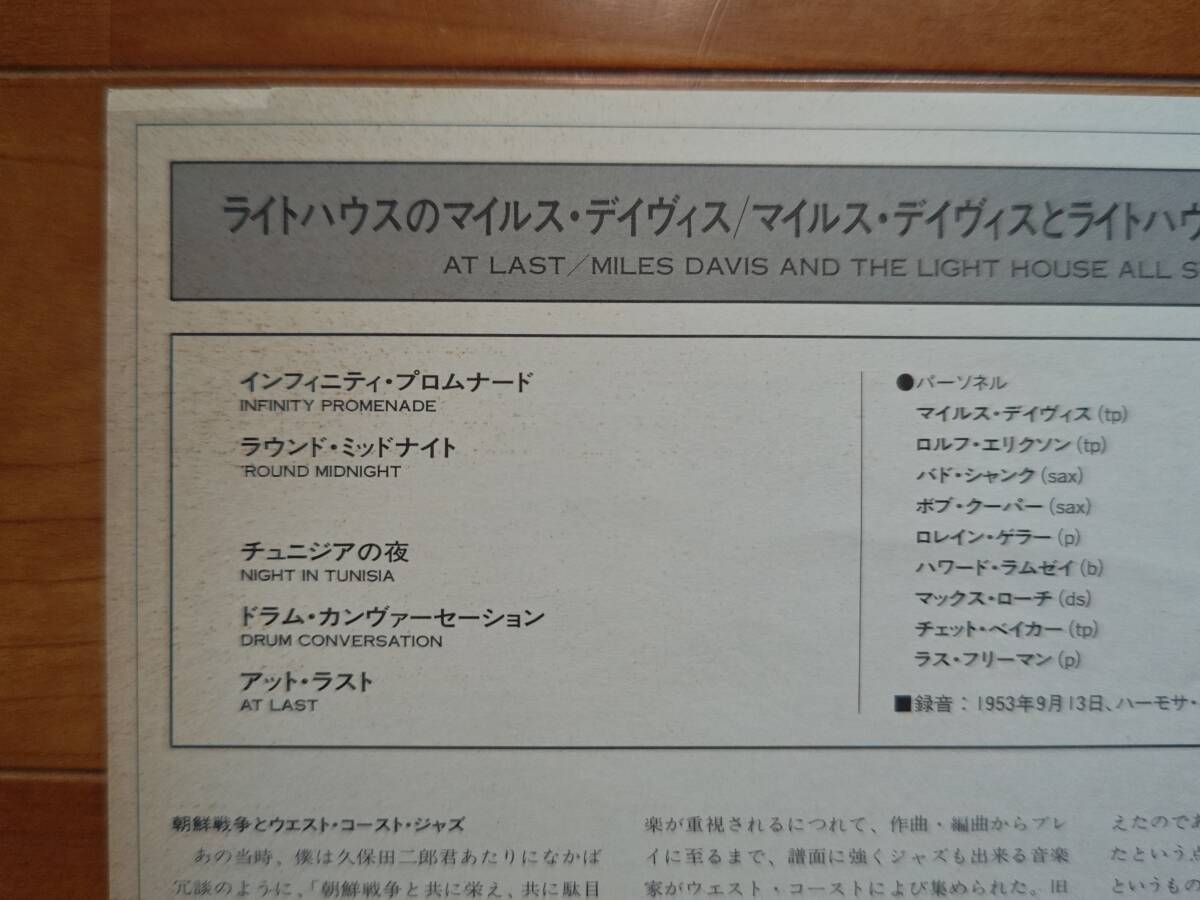 ライトハウスのマイルス・デイヴィス/マイルス・デイヴィスとライトハウ
AT LAST/MILES DAVIS AND THE LIGHT HOUSE ALL S
インフィニティ・プロムナード
INFINITY PROMENADE
ラウンド・ミッドナイト
'ROUND MIDNIGHT
チュニジアの夜
NIGHT IN TUNISIA
ドラム・カンヴァーセーション
DRUM CONVERSATION
アット・ラスト
AT LAST
●パーソネル
マイルス・デイヴィス(tp)
ロルフ・エリクソン(tp)
バド・シャンク(sax)
ボブ・クーパー(sax)
ロレイン・ゲラー(p)
ハワード・ラムゼイ(b)
マックス・ローチ(ds)
チェット・ベイカー(tp)
ラス・フリーマン(p)
■録音：1953年9月13日、ハーモサ・
朝鮮戦争とウエスト・コースト・ジャズ
あの当時、僕は久保田二郎君あたりになかば
冗談のように、「朝鮮戦争と共に栄え、共に駄目
楽が重視されるにつれて、作曲・編曲からプレ
イに至るまで、譜面に強くジャズも出来る音楽
家がウエスト・コーストによび集められた。旧
えたのであ
たという点
というもの